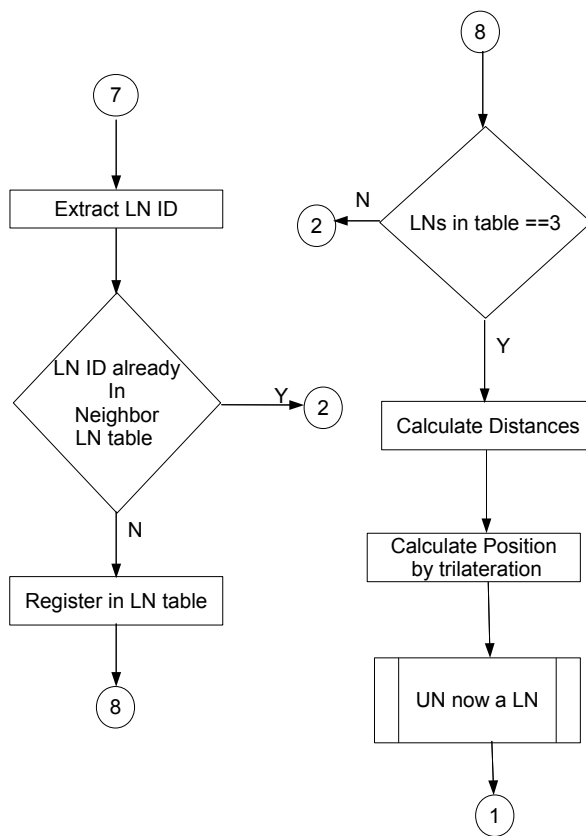 7
Extract LN ID
LN ID already
In
Neighbor
LN table
Y
2
N
Register in LN table
8
8
LNs in table ==3
N
2
Y
Calculate Distances
Calculate Position
by trilateration
UN now a LN
1